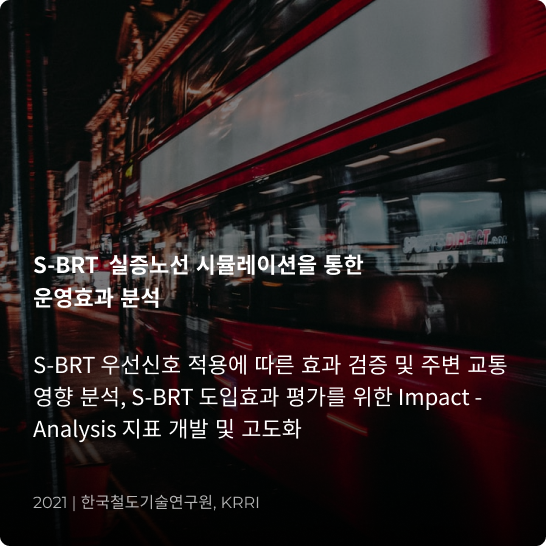 S-BRT 실증노선 시뮬레이션을 통한
운영효과 분석
S-BRT 우선신호 적용에 따른 효과 검증 및 주변 교통
영향 분석, S-BRT 도입효과 평가를 위한 Impact -
Analysis 지표 개발 및 고도화
2021 | 한국철도기술연구원, KRRI